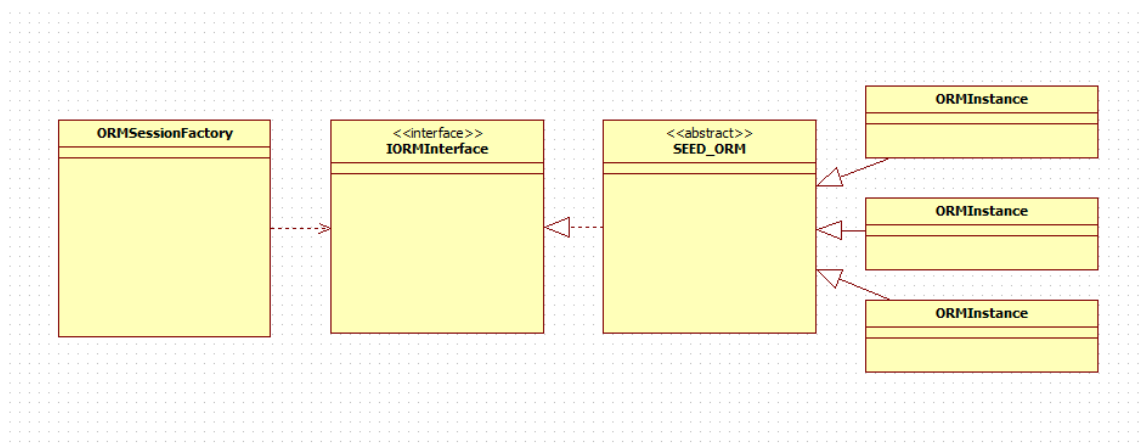 ORMSessionFactory
<<interface>>
IORMInterface
<<abstract>>
SEED_ORM
ORMInstance
ORMInstance
ORMInstance